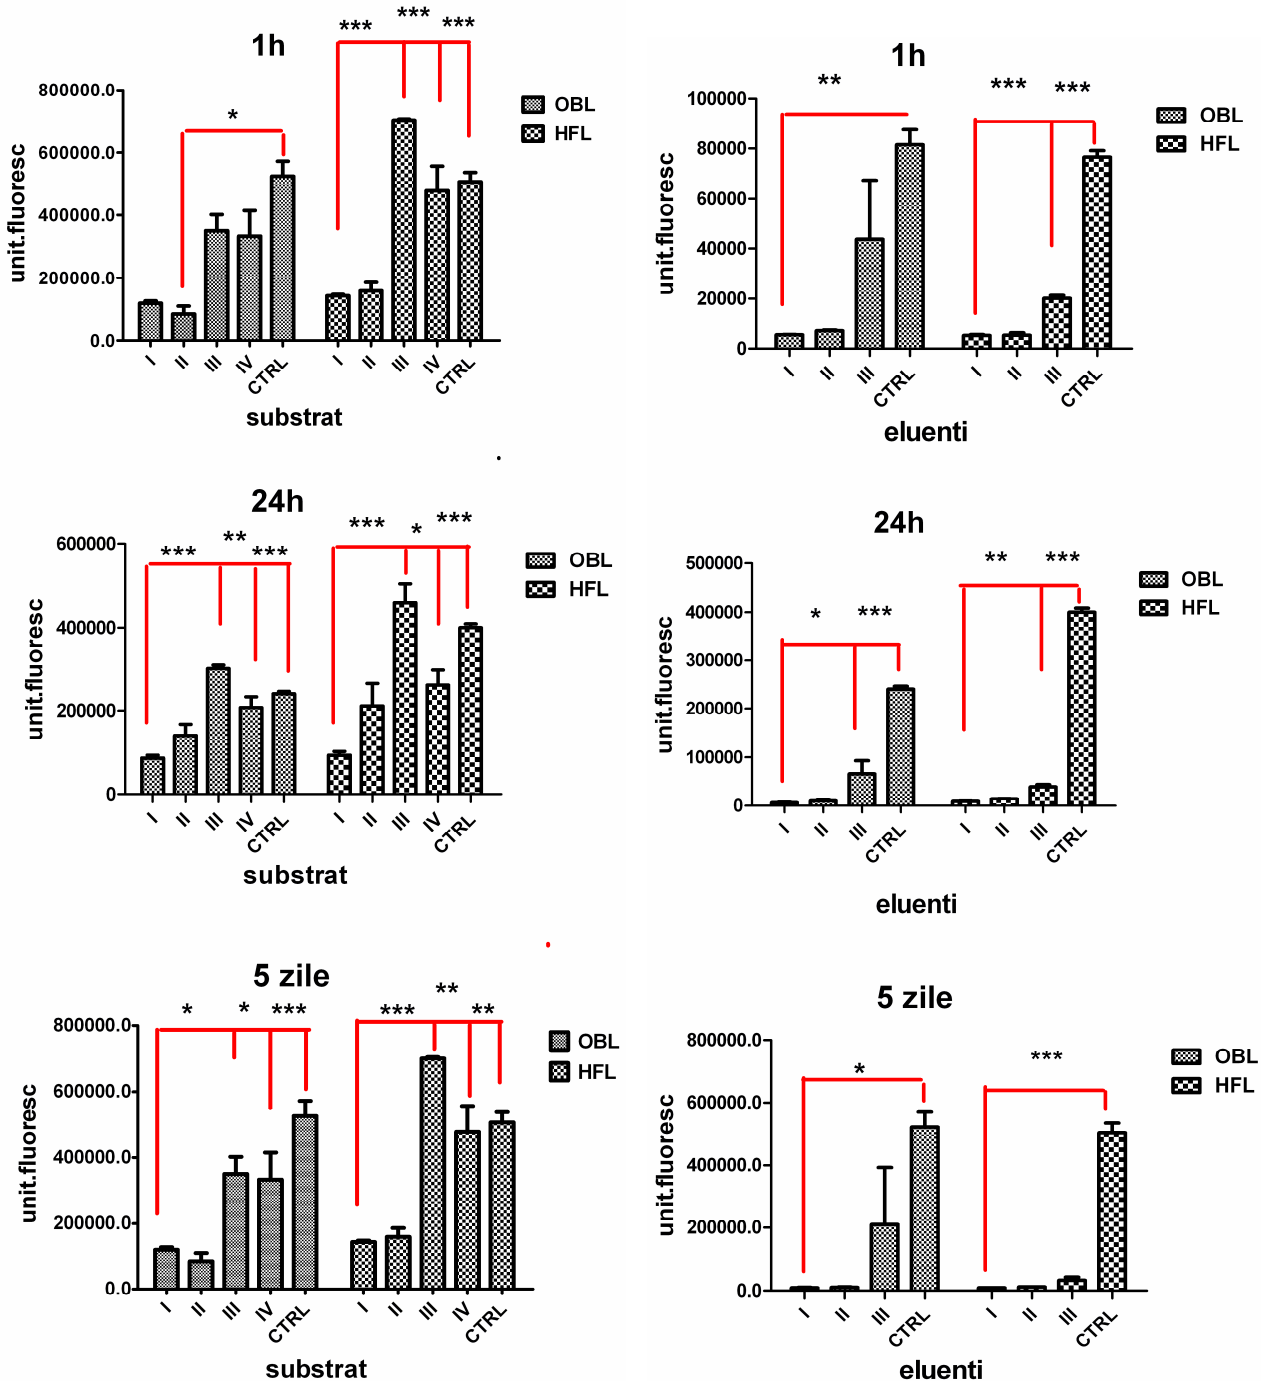 1h
*** *** ***
*
800000.0
600000.0
400000.0
200000.0
0.0
unit.fluoresc
I II III IV CTRL I II III IV CTRL
substrat
OBL
HFL
1h
** *** ***
100000
80000
60000
40000
20000
0
unit.fluoresc
I II III CTRL I II III CTRL
eluenti
OBL
HFL
24h
*** ** *** *** * ***
600000
400000
200000
0
unit.fluoresc
I II III IV CTRL I II III IV CTRL
substrat
OBL
HFL
24h
* *** ** ***
500000
400000
300000
200000
100000
0
unit.fluoresc
I II III CTRL I II III CTRL
eluenti
OBL
HFL
5 zile
* * *** *** ** **
800000.0
600000.0
400000.0
200000.0
0.0
unit.fluoresc
I II III IV CTRL I II III IV CTRL
substrat
OBL
HFL
5 zile
* ***
800000.0
600000.0
400000.0
200000.0
0.0
unit.fluoresc
I II III CTRL I II III CTRL
eluenti
OBL
HFL